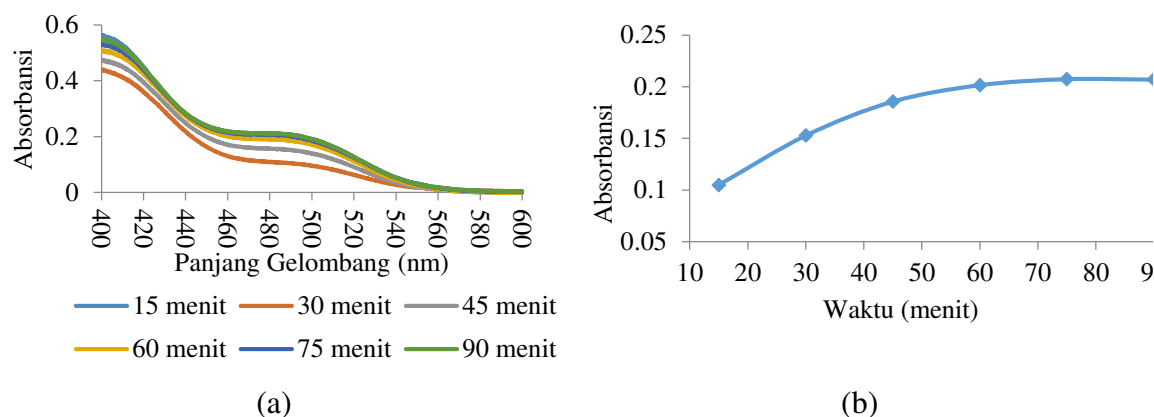 0.6
0.4
0.2
0
Absorbansi
400
420
440
460
480
500
520
540
560
580
600
Panjang Gelombang (nm)
15 menit 30 menit 45 menit
60 menit 75 menit 90 menit
(a)
0.25
0.2
0.15
0.1
0.05
Absorbansi
10 20 30 40 50 60 70 80 9
Waktu (menit)
(b)